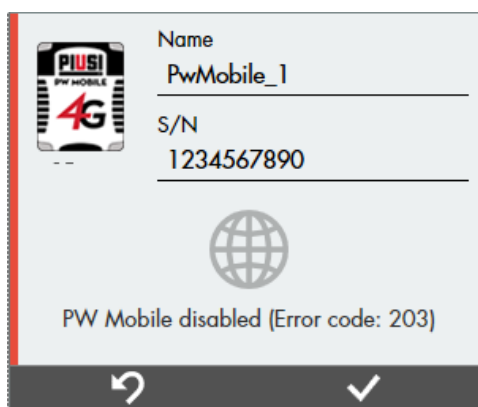 PIUSI
PW MOBILE
4G
--
Name
PwMobile_1
S/N
1234567890
PW Mobile disabled (Error code: 203)